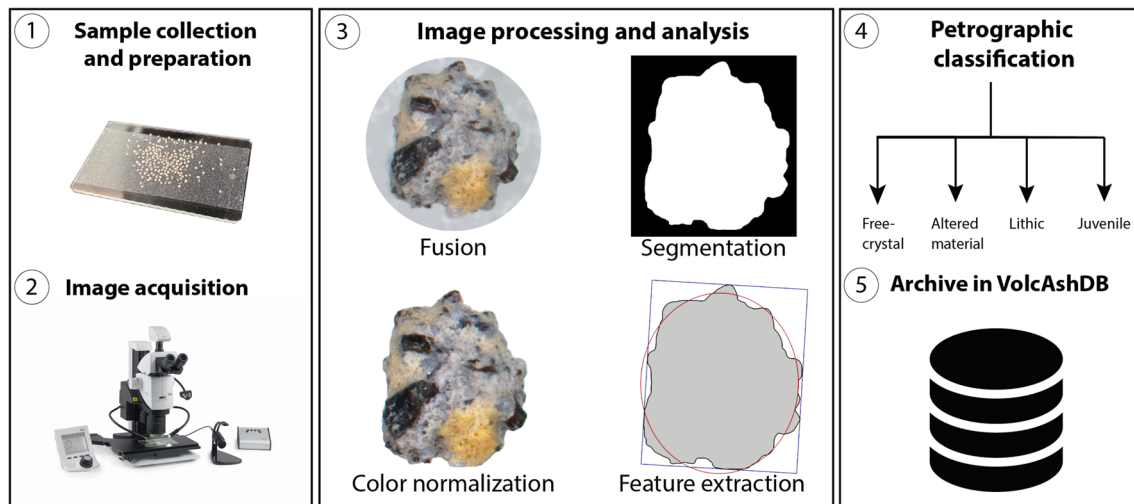 1
Sample collection
and preparation
2
Image acquisition
3
Image processing and analysis
Fusion
Segmentation
Color normalization
Feature extraction
4
Petrographic
classification
Free-
crystal
Altered
material
Lithic
Juvenile
5
Archive in VolcAshDB